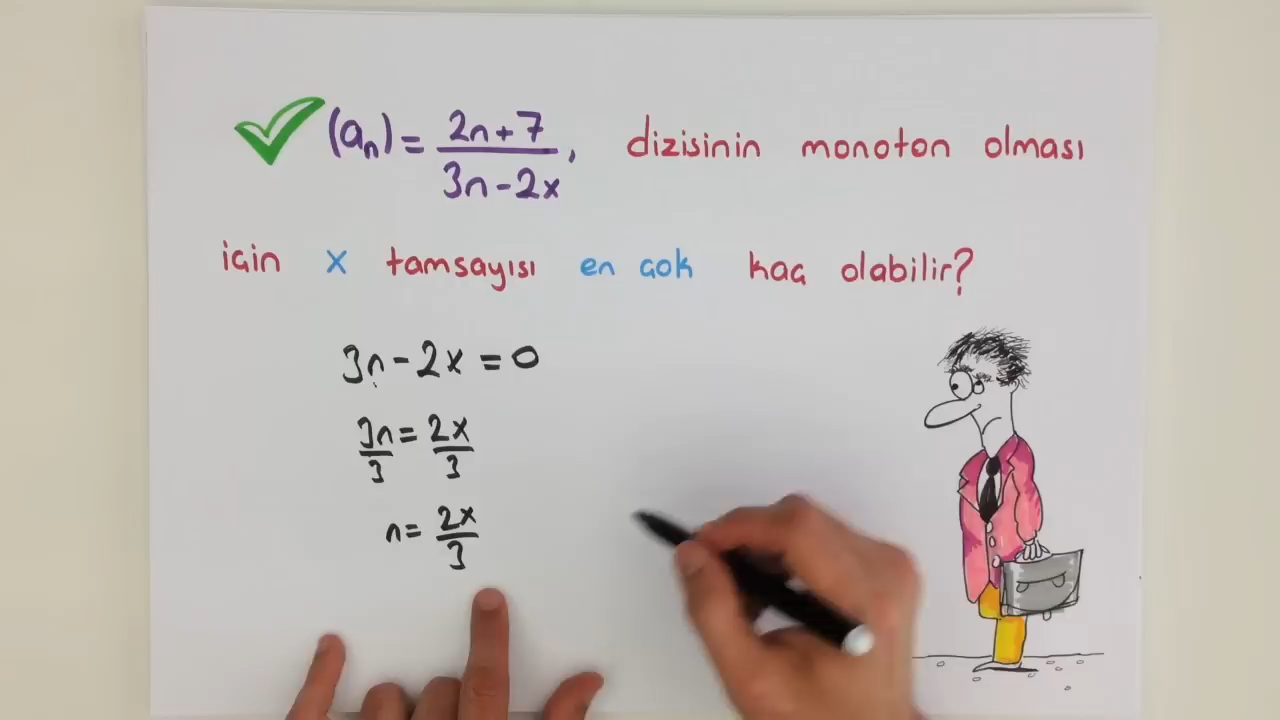 (aₙ) = (2n+7)/(3n-2x), dizisinin monoton olması
için x tamsayısı en çok kaç olabilir?
3n-2x=0
3n/3 = 2x/3
n = 2x/3